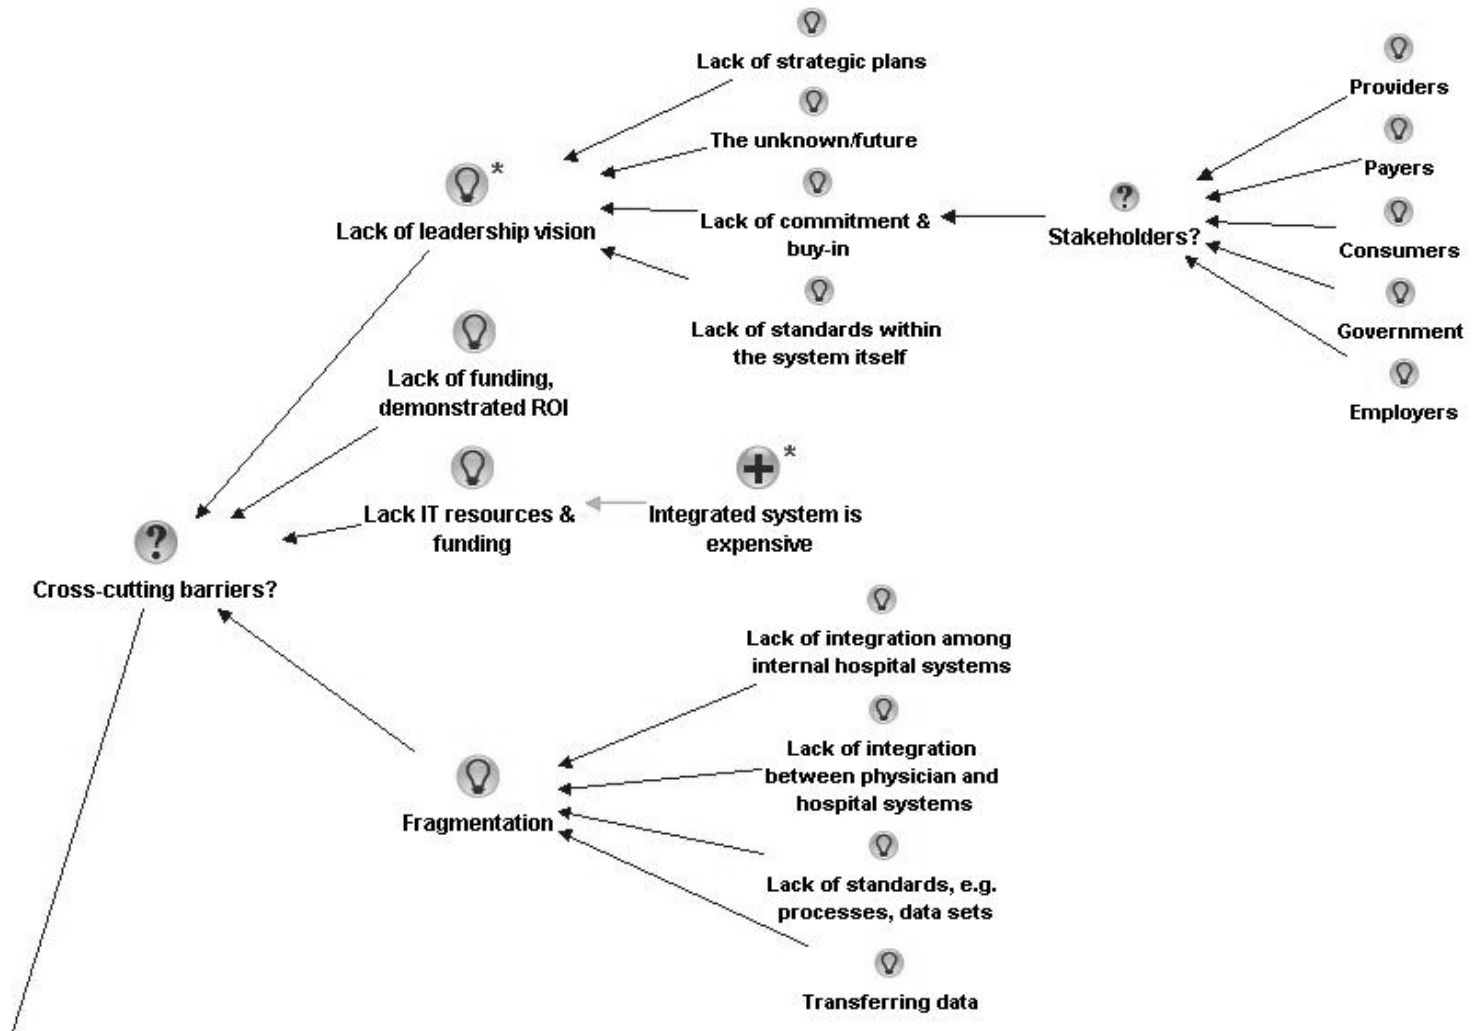 Lack of strategic plans
The unknown/future
*
Lack of leadership vision
Lack of commitment &
buy-in
Lack of standards within
the system itself
?
Stakeholders?
Providers
Payers
Consumers
Government
Employers
Lack of funding,
demonstrated ROI
Lack IT resources &
funding
+*
Integrated system is
expensive
?
Cross-cutting barriers?
Fragmentation
Lack of integration among
internal hospital systems
Lack of integration
between physician and
hospital systems
Lack of standards, e.g.
processes, data sets
Transferring data